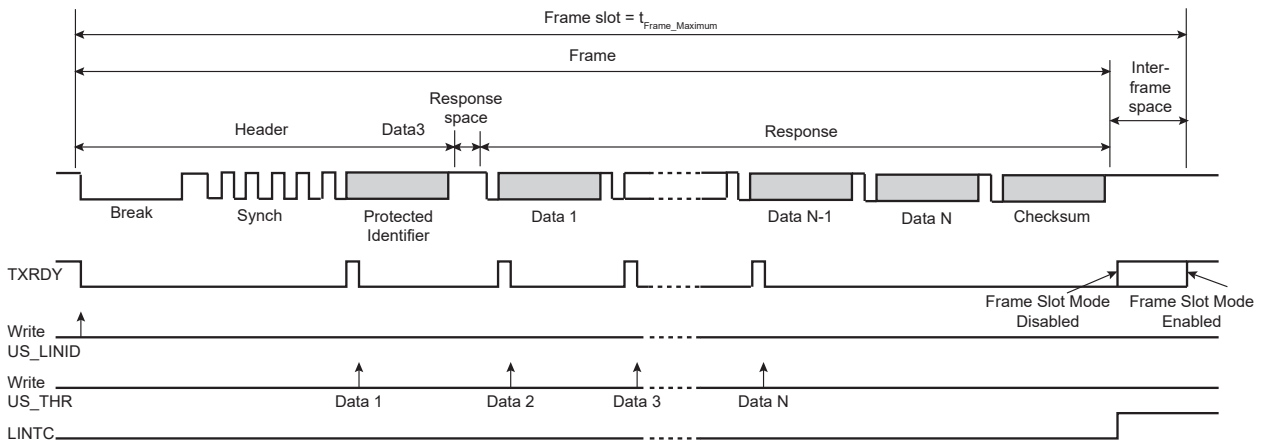 Frame slot = tFrame_Maximum
Frame
Inter-
frame
space
Response
space
Header
Data3
Response
Break
Synch
Protected
Identifier
Data 1
Data N-1
Data N
Checksum
TXRDY
Frame Slot Mode
Disabled
Frame Slot Mode
Enabled
Write
US_LINID
Write
US_THR
Data 1
Data 2
Data 3
Data N
LINTC